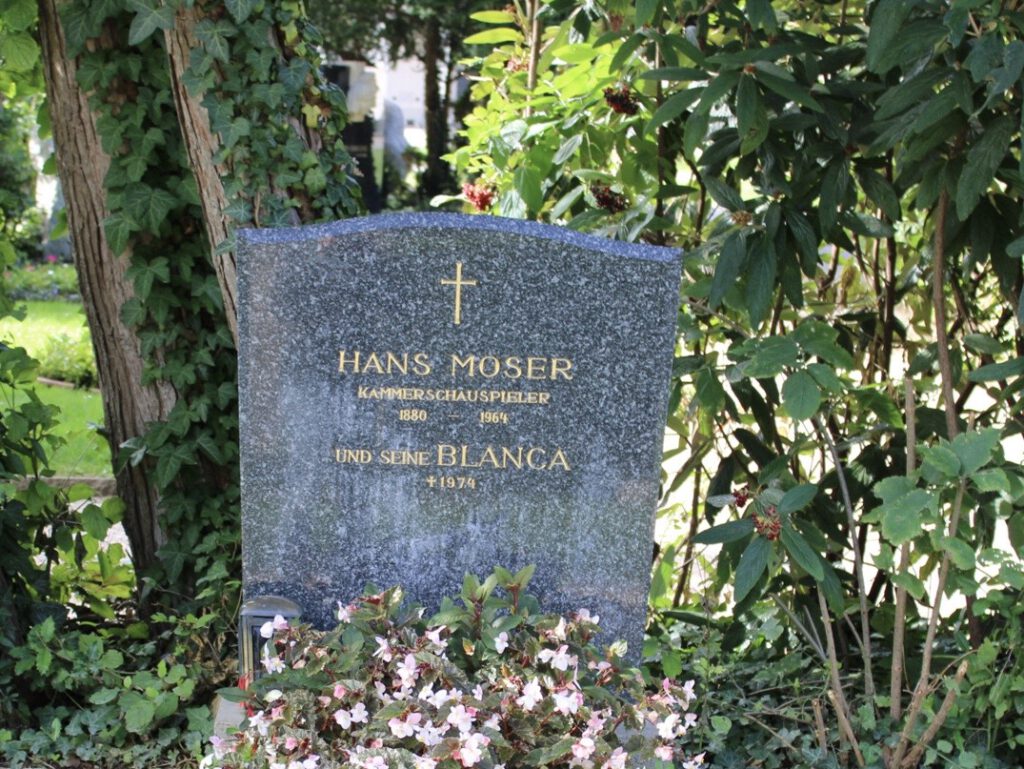 HANS MOSER
KAMMERSCHAUSPIELER
1880 – 1964
UND SEINE BLANCA
✝1974